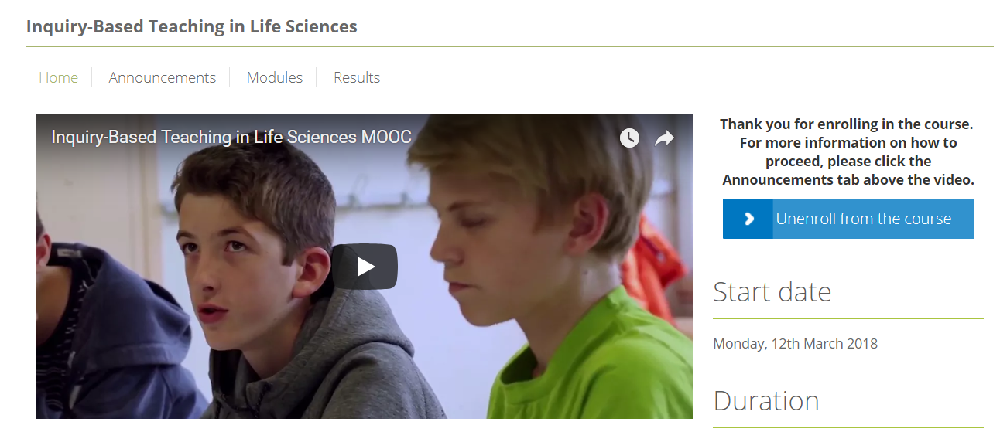 Inquiry-Based Teaching in Life Sciences
Home
Announcements
Modules
Results
Inquiry-Based Teaching in Life Sciences MOOC
Thank you for enrolling in the course.
For more information on how to
proceed, please click the
Announcements tab above the video.
Unenroll from the course
Start date
Monday, 12th March 2018
Duration